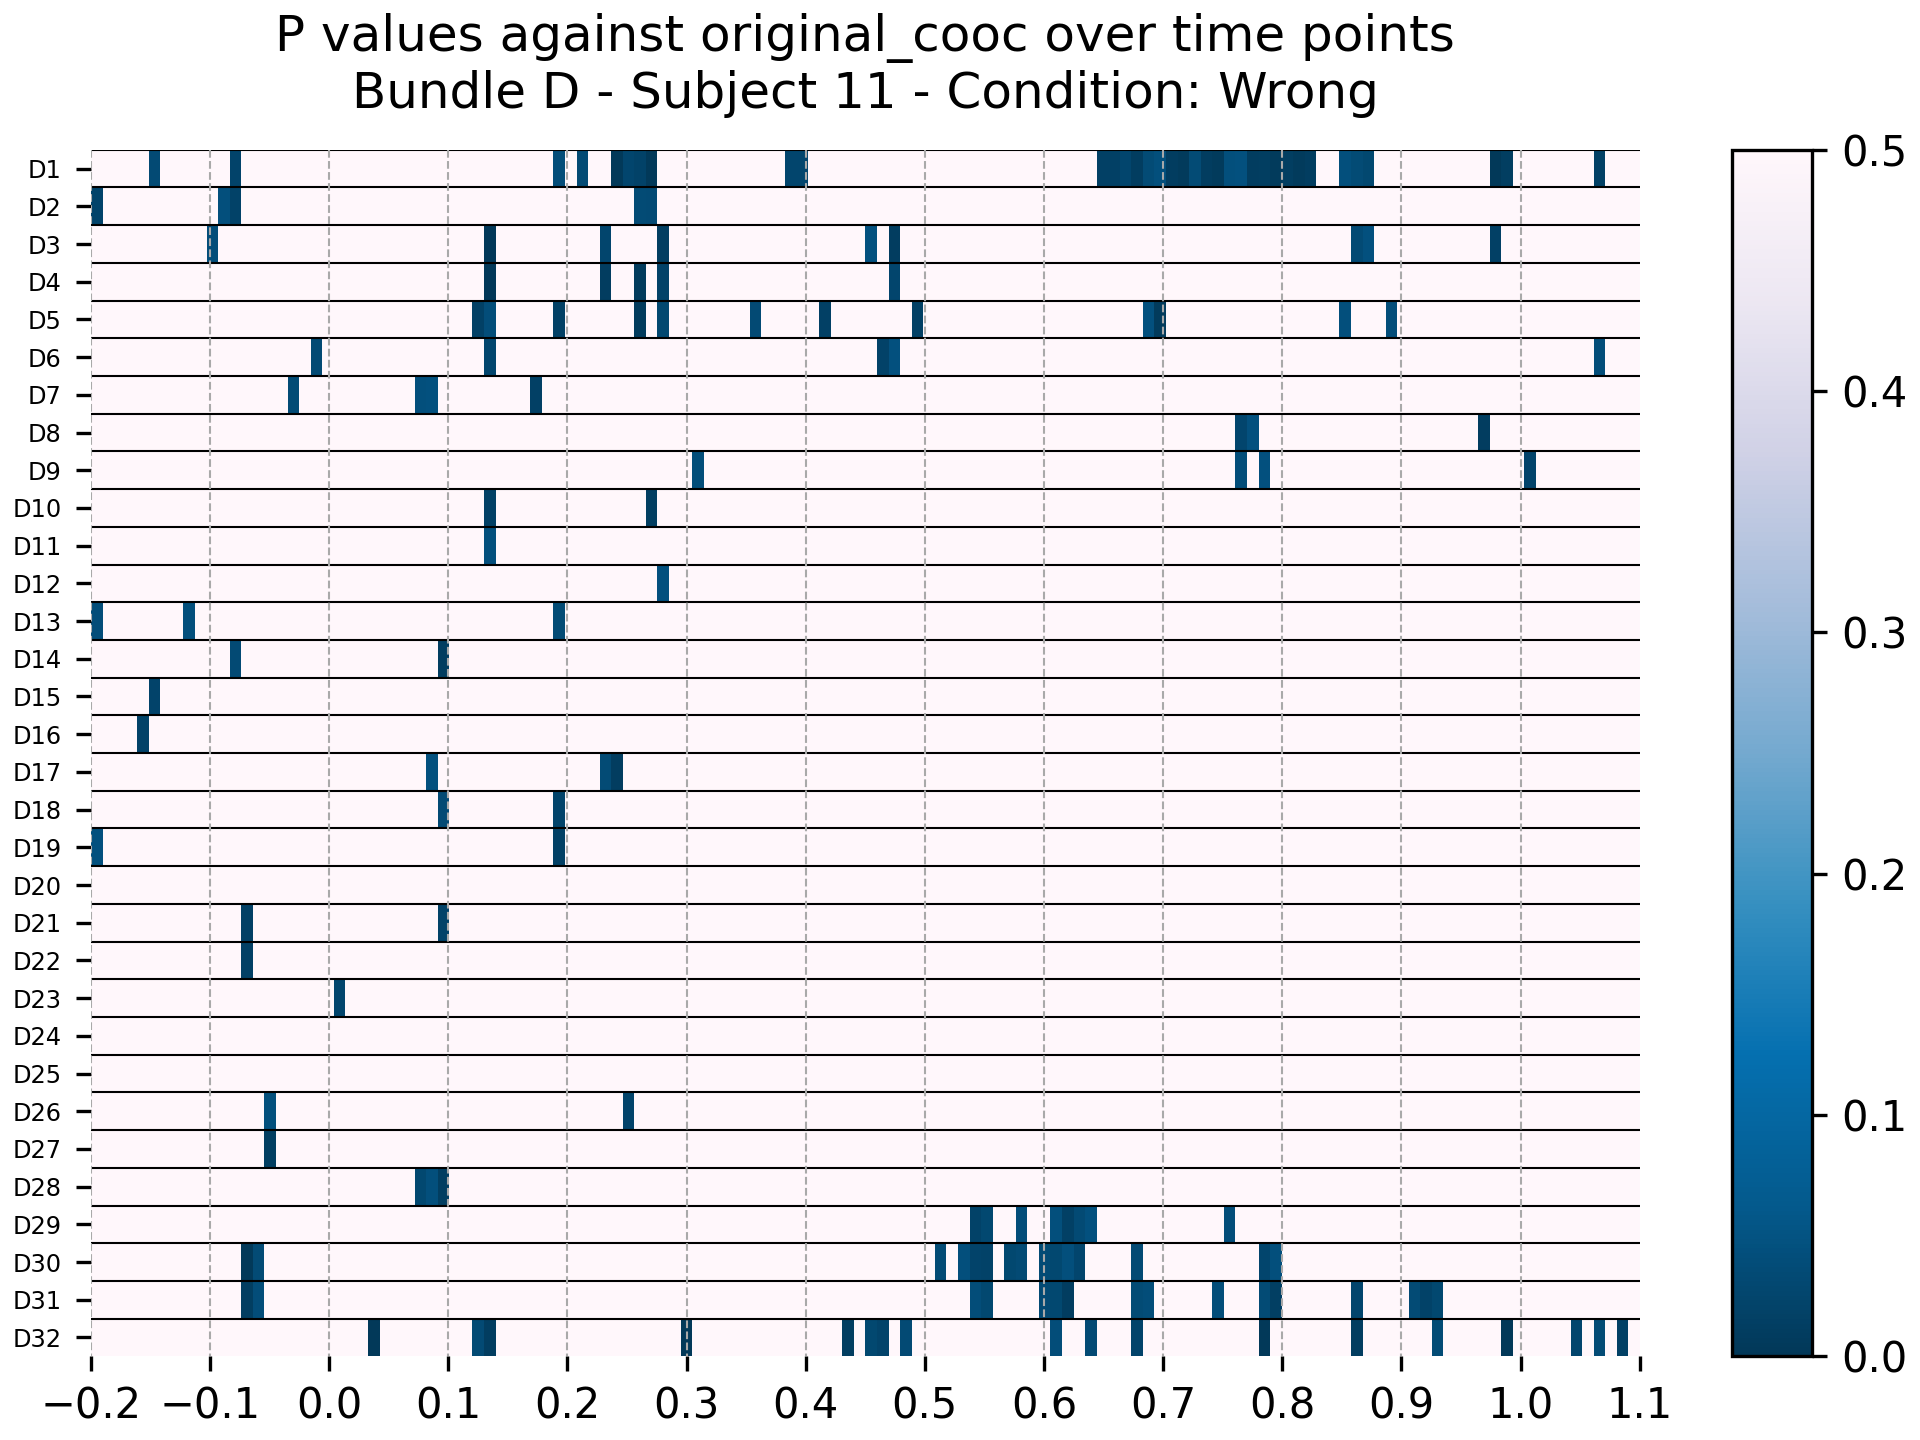 P values against original_cooc over time points
Bundle D - Subject 11 - Condition: Wrong
D1
D2
D3
D4
D5
D6
D7
D8
D9
D10
D11
D12
D13
D14
D15
D16
D17
D18
D19
D20
D21
D22
D23
D24
D25
D26
D27
D28
D29
D30
D31
D32
−0.2 −0.1 0.0 0.1 0.2 0.3 0.4 0.5 0.6 0.7 0.8 0.9 1.0 1.1
0.5
0.4
0.3
0.2
0.1
0.0